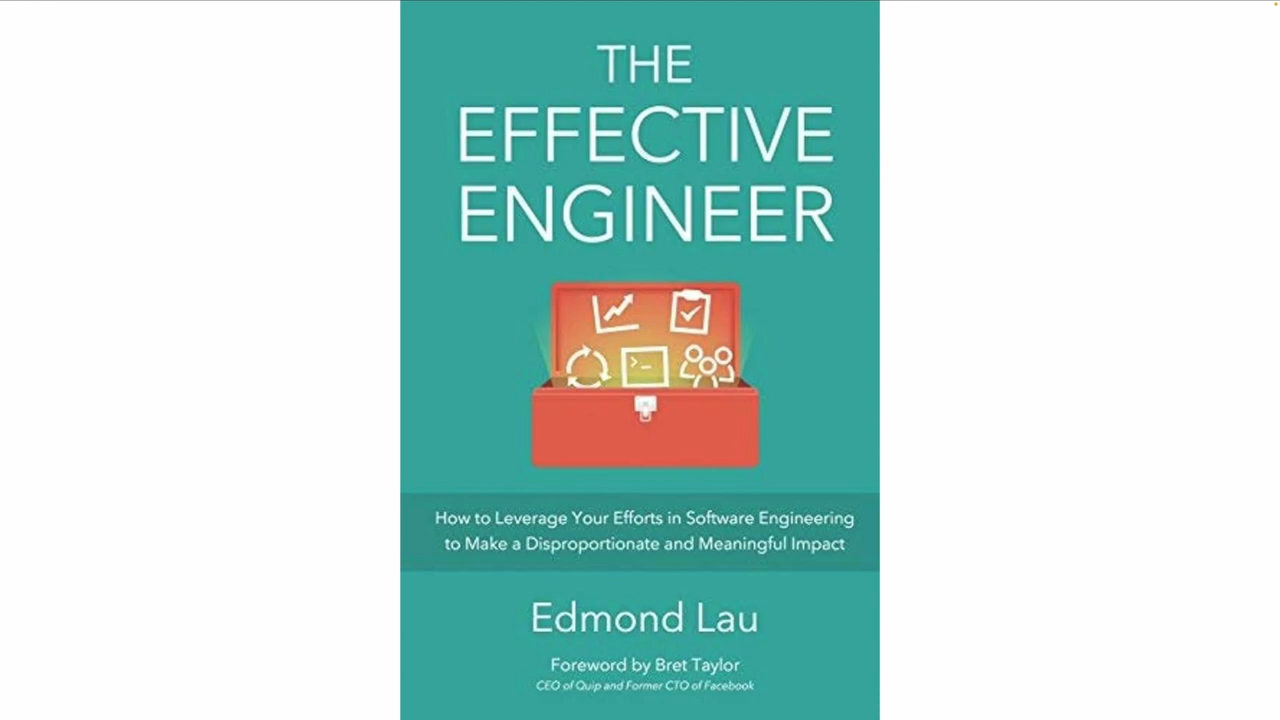 THE
EFFECTIVE
ENGINEER
>_
How to Leverage Your Efforts in Software Engineering
to Make a Disproportionate and Meaningful Impact
Edmond Lau
Foreword by Bret Taylor
CEO of Quip and Former CTO of Facebook